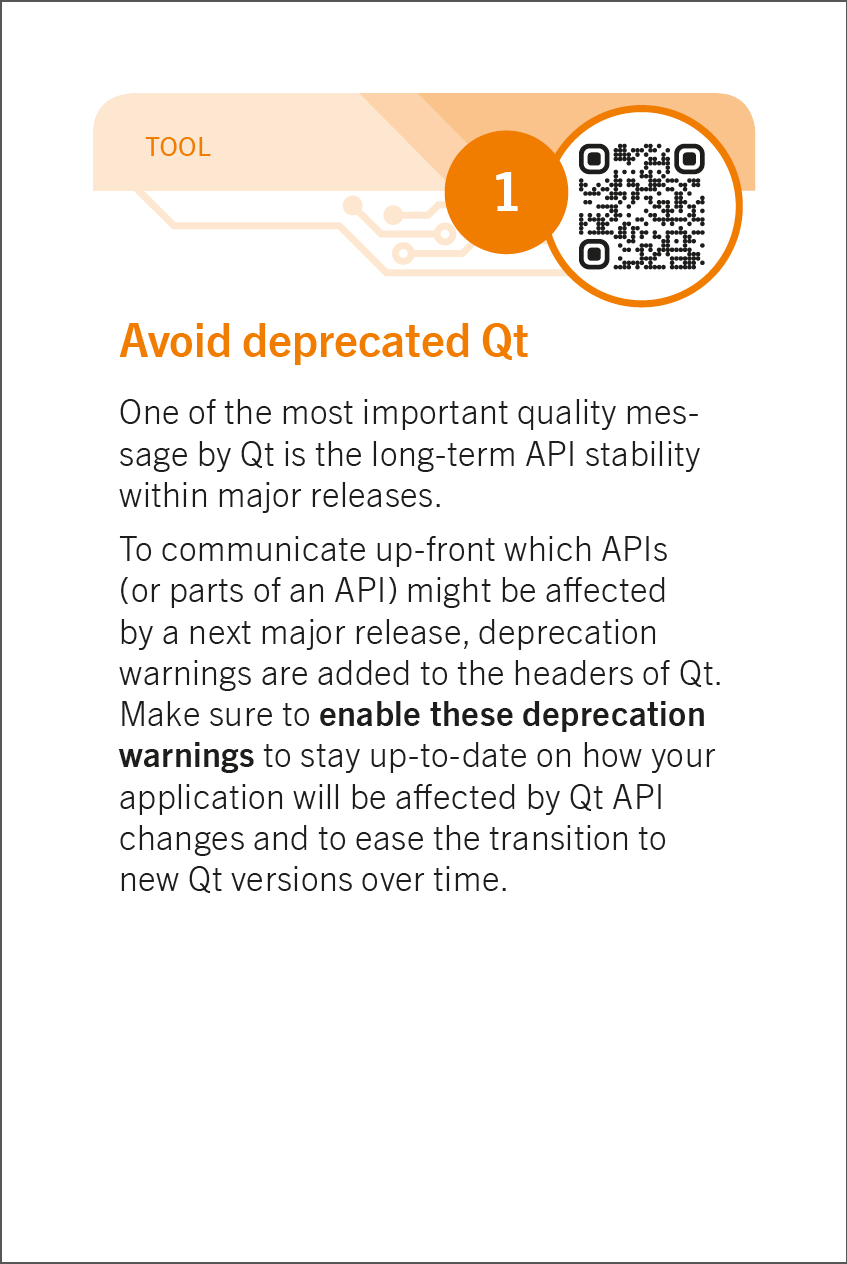 TOOL
1
Avoid deprecated Qt
One of the most important quality mes-
sage by Qt is the long-term API stability
within major releases.
To communicate up-front which APIs
(or parts of an API) might be affected
by a next major release, deprecation
warnings are added to the headers of Qt.
Make sure to enable these deprecation
warnings to stay up-to-date on how your
application will be affected by Qt API
changes and to ease the transition to
new Qt versions over time.